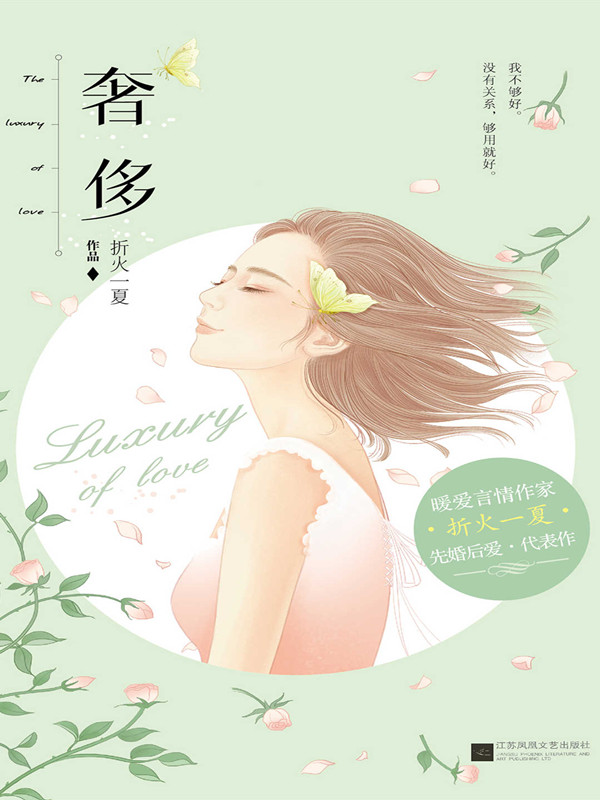 The
luxury
of
love
奢侈
折火一夏
作品
我不够好。
没有关系，够用就好。
Luxury
of love
暖爱言情作家
·折火一夏·
先婚后爱·代表作
江苏凤凰文艺出版社
JIANGSU PHOENIX LITERATURE AND
ART PUBLISHING LTD